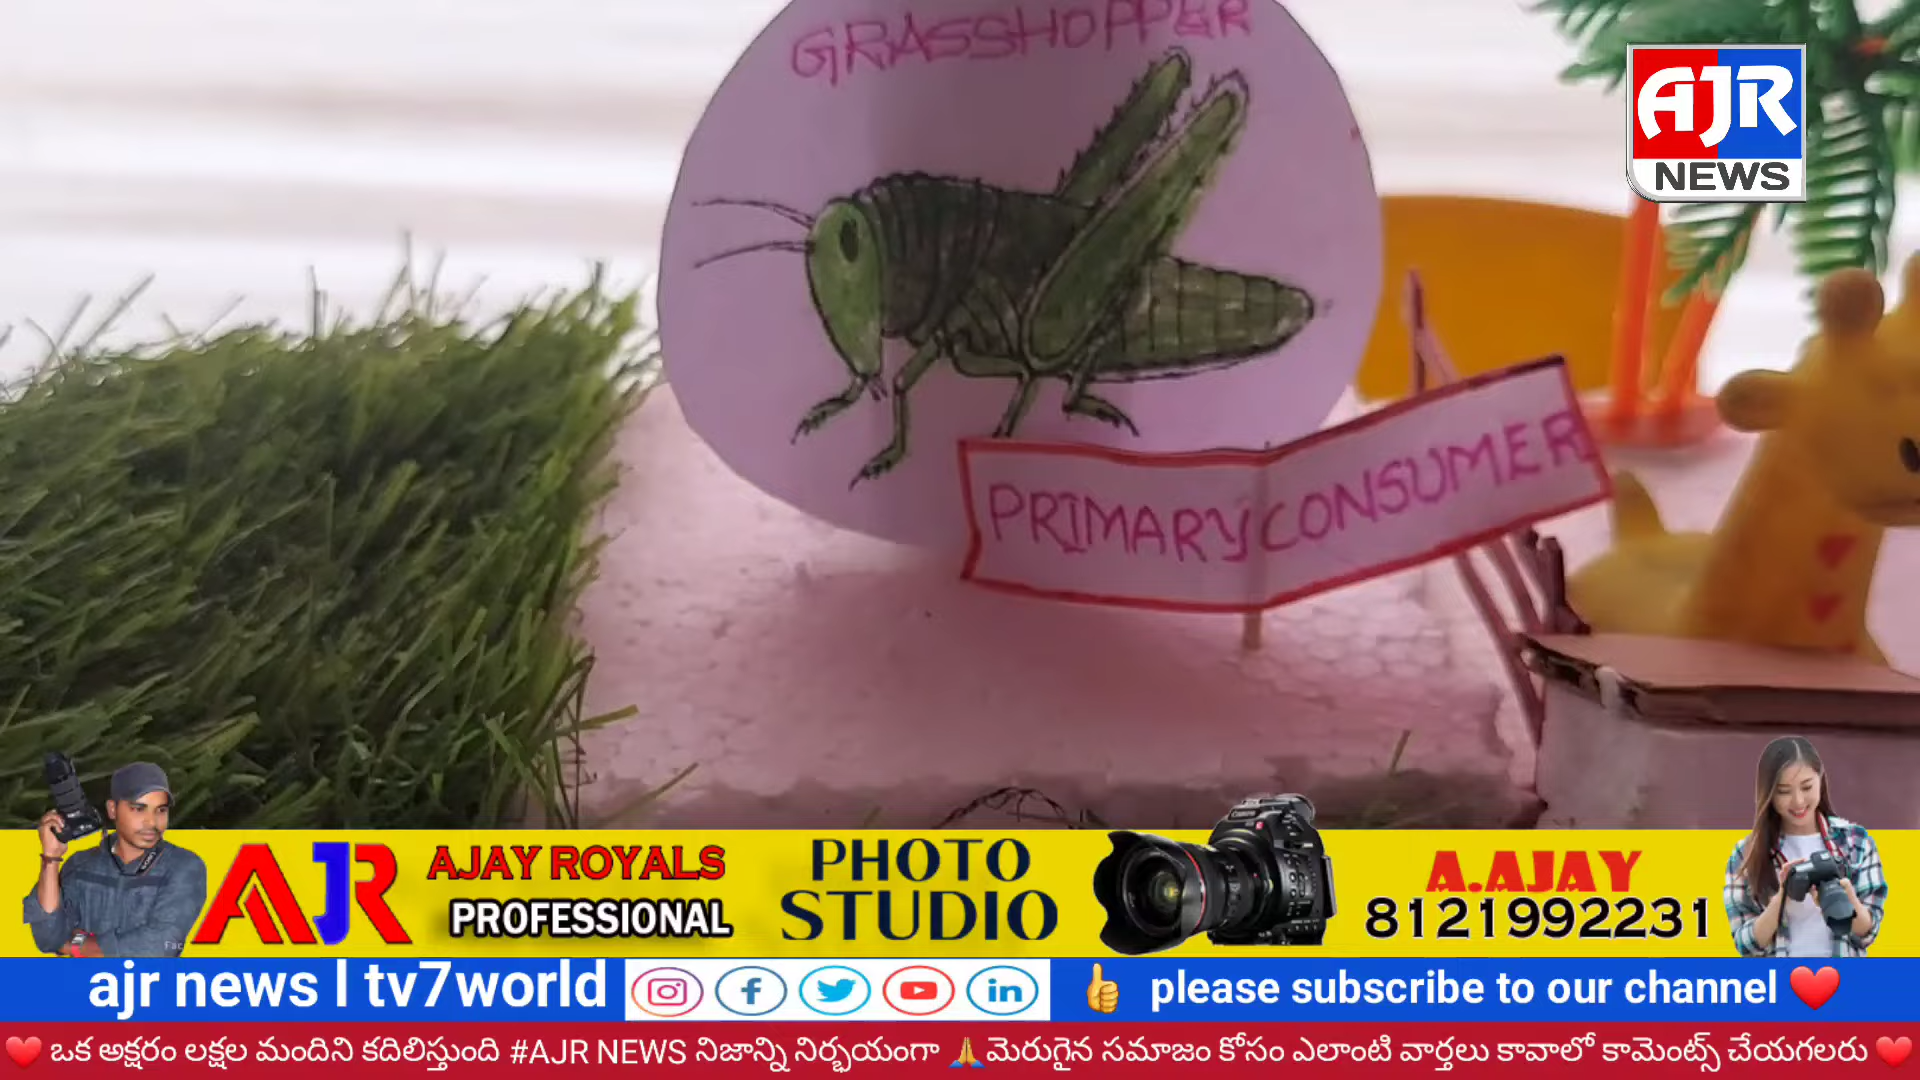 GRASSHOPPER
AJR
NEWS
PRIMARY CONSUMER
AJR
AJAY ROYALS
PROFESSIONAL
PHOTO
STUDIO
Canon
A.AJAY
8121992231
ajr news l tv7world
👍 please subscribe to our channel ❤️
❤️ ఒక అక్షరం లక్షల మందిని కదిలిస్తుంది #AJR NEWS నిజాన్ని నిర్భయంగా 🙏 మెరుగైన సమాజం కోసం ఎలాంటి వార్తలు కావాలో కామెంట్స్ చేయగలరు ❤️